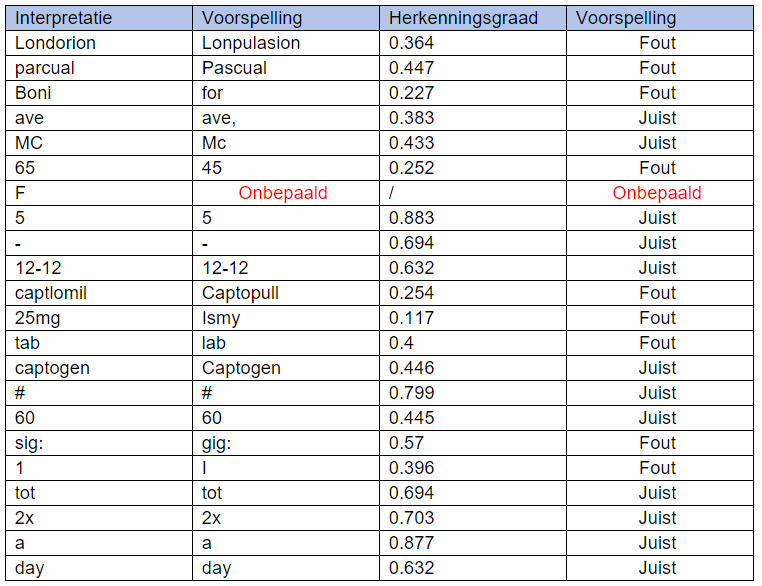 Interpretatie Voorspelling Herkenningsgraad Voorspelling
Londorion Lonpulasion 0.364 Fout
parcual Pascual 0.447 Fout
Boni for 0.227 Fout
ave ave, 0.383 Juist
MC Mc 0.433 Juist
65 45 0.252 Fout
F Onbepaald / Onbepaald
5 5 0.883 Juist
- - 0.694 Juist
12-12 12-12 0.632 Juist
captlomil Captopull 0.254 Fout
25mg Ismy 0.117 Fout
tab lab 0.4 Fout
captogen Captogen 0.446 Juist
# # 0.799 Juist
60 60 0.445 Juist
sig: gig: 0.57 Fout
1 I 0.396 Fout
tot tot 0.694 Juist
2x 2x 0.703 Juist
a a 0.877 Juist
day day 0.632 Juist